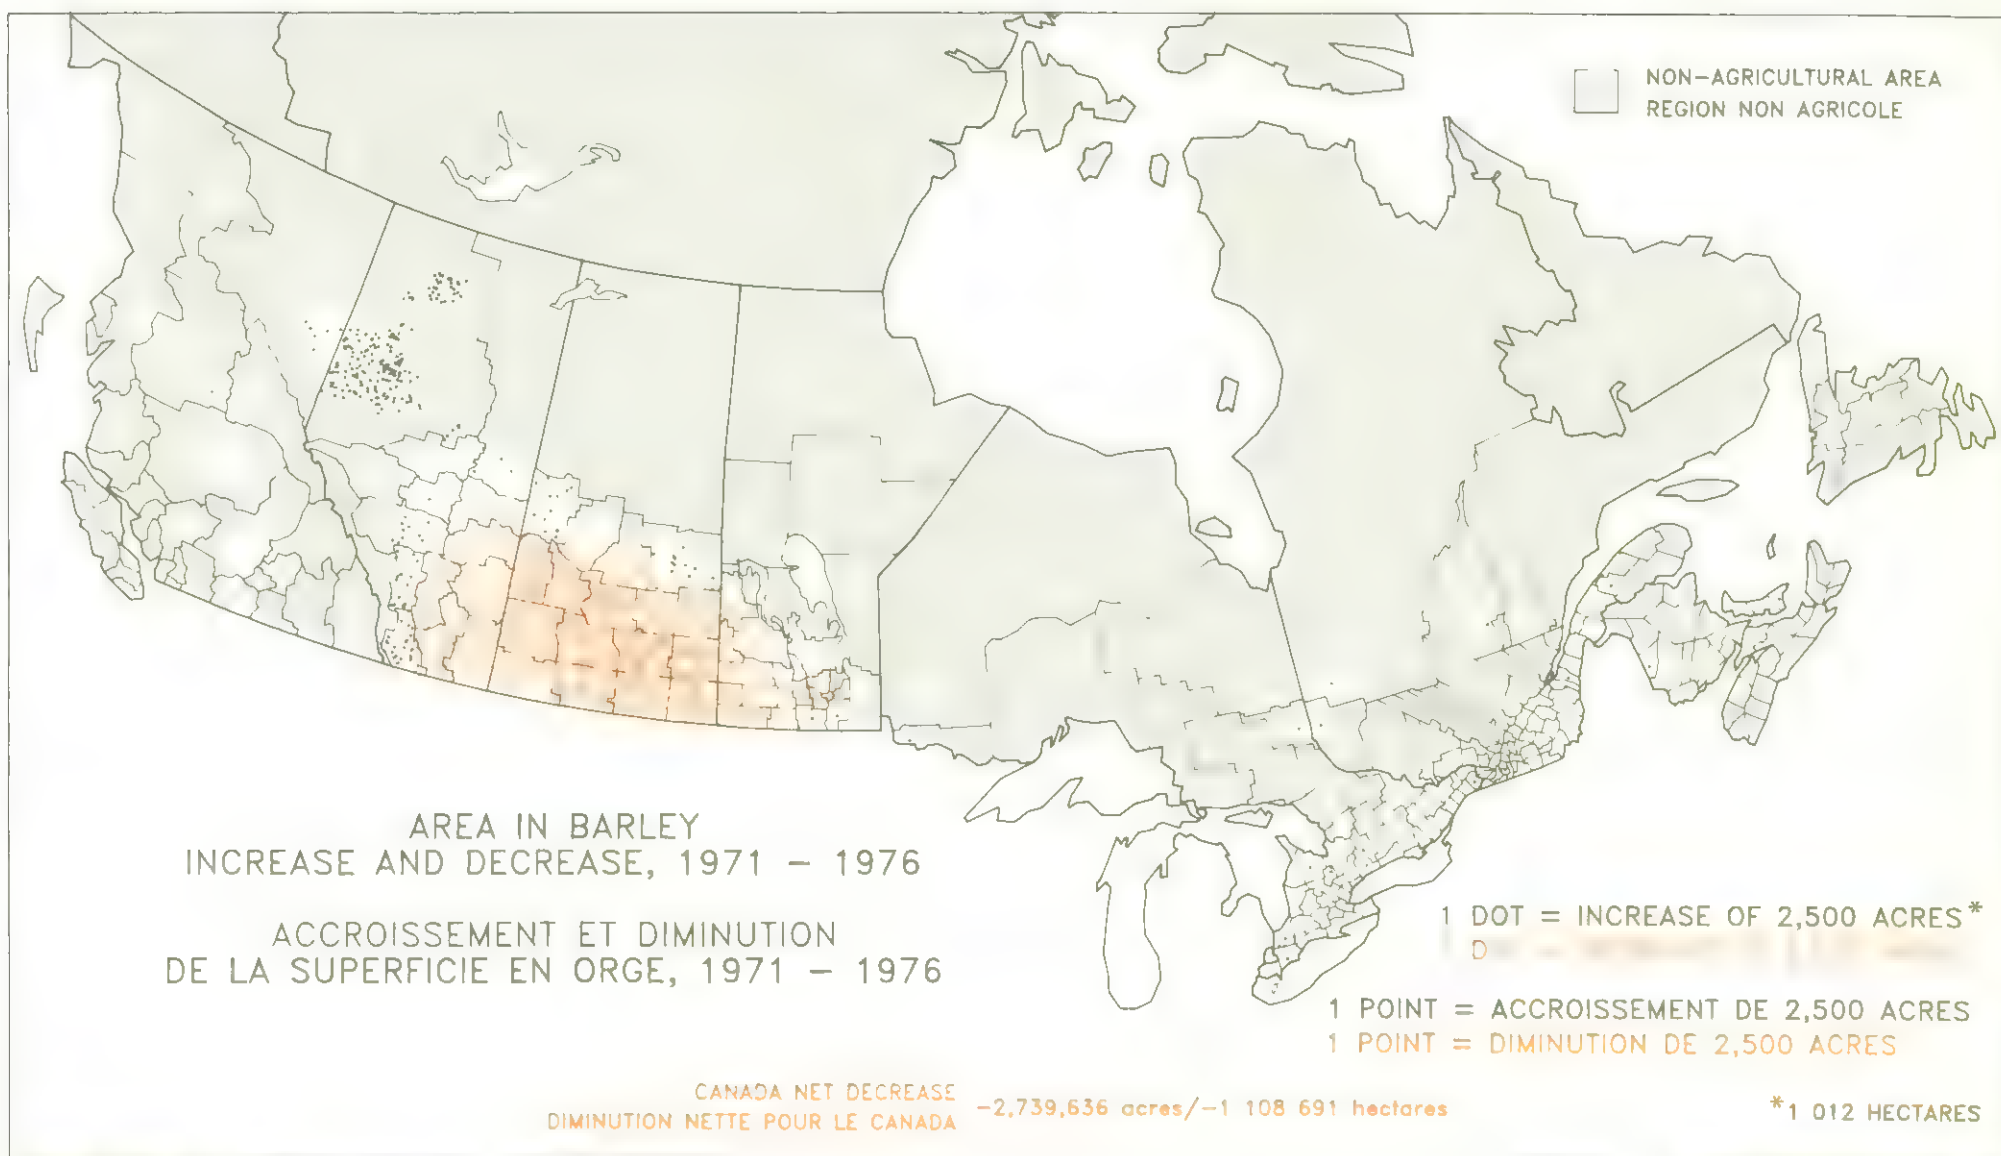 NON-AGRICULTURAL AREA
REGION NON AGRICOLE
AREA IN BARLEY
INCREASE AND DECREASE, 1971 - 1976
ACCROISSEMENT ET DIMINUTION
DE LA SUPERFICIE EN ORGE, 1971 - 1976
1 DOT = INCREASE OF 2,500 ACRES*
1 POINT = ACCROISSEMENT DE 2,500 ACRES
1 POINT = DIMINUTION DE 2,500 ACRES
CANADA NET DECREASE
DIMINUTION NETTE POUR LE CANADA
-2,739,636 acres/-1 108 691 hectares
*1 012 HECTARES